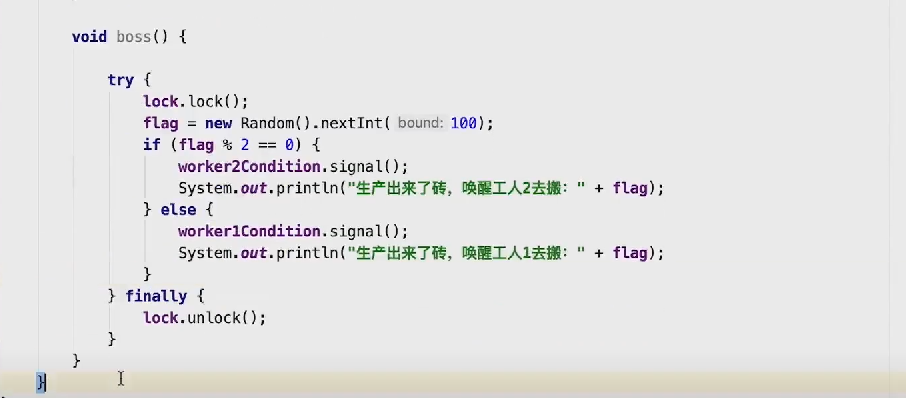 void boss() {
try {
lock.lock();
flag = new Random().nextInt( bound: 100);
if (flag % 2 == 0) {
worker2Condition.signal();
System.out.println("生产出来了砖，唤醒工人2去搬：" + flag);
} else {
worker1Condition.signal();
System.out.println("生产出来了砖，唤醒工人1去搬：" + flag);
}
} finally {
lock.unlock();
}
}
}